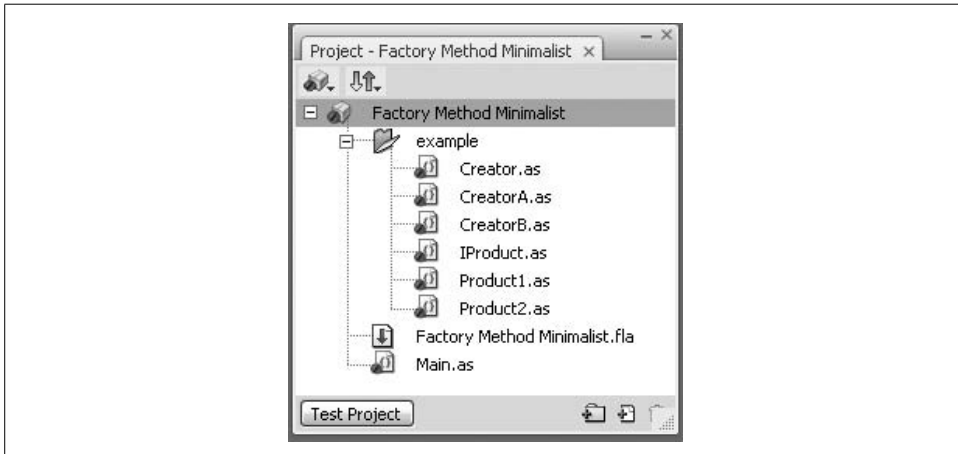 Project - Factory Method Minimalist
Factory Method Minimalist
example
Creator.as
CreatorA.as
CreatorB.as
IProduct.as
Product1.as
Product2.as
Factory Method Minimalist.fla
Main.as
Test Project